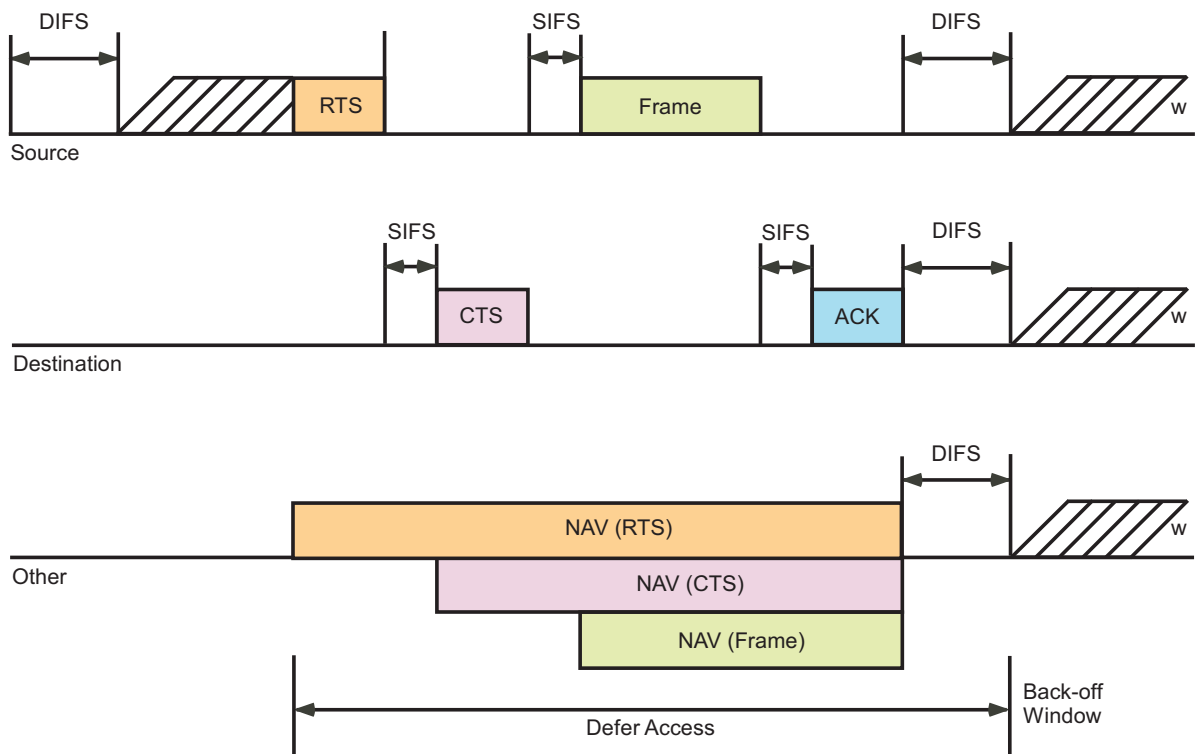 DIFS
SIFS
DIFS
RTS
Frame
w
Source
SIFS
SIFS
DIFS
CTS
ACK
w
Destination
DIFS
NAV (RTS)
w
Other
NAV (CTS)
NAV (Frame)
Defer Access
Back-off
Window